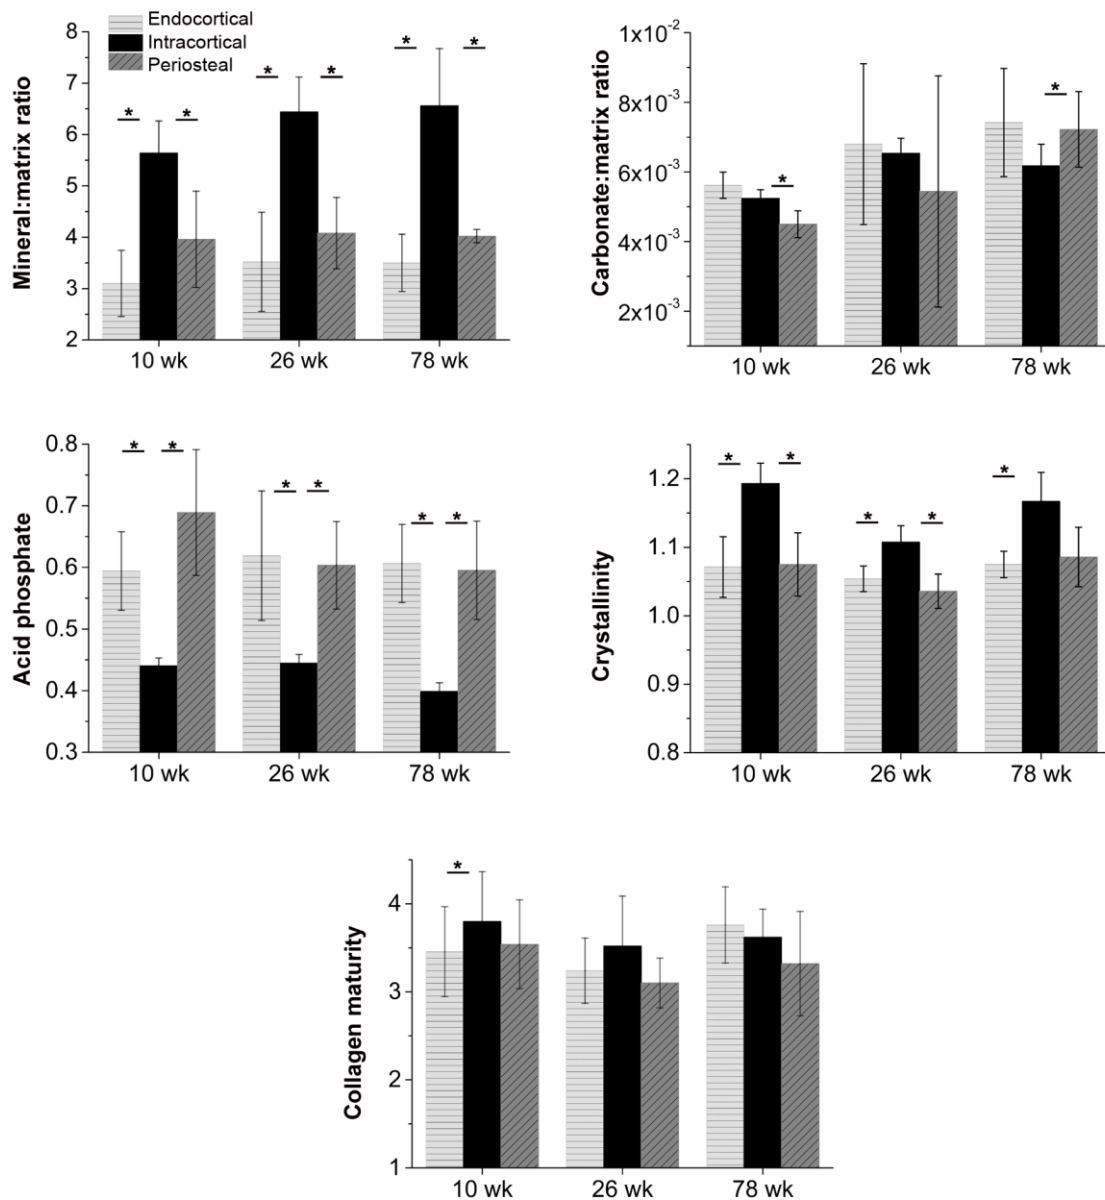 Endocortical
Intracortical
Periosteal
Mineral:matrix ratio
8
7
6
5
4
3
2
* * * * * *
10 wk 26 wk 78 wk
Carbonate:matrix ratio
1x10⁻²
8x10⁻³
6x10⁻³
4x10⁻³
2x10⁻³
* *
10 wk 26 wk 78 wk
Acid phosphate
0.8
0.7
0.6
0.5
0.4
0.3
* * * * * *
10 wk 26 wk 78 wk
Crystallinity
1.2
1.1
1.0
0.9
0.8
* * * * *
10 wk 26 wk 78 wk
Collagen maturity
4
3
2
1
*
10 wk 26 wk 78 wk